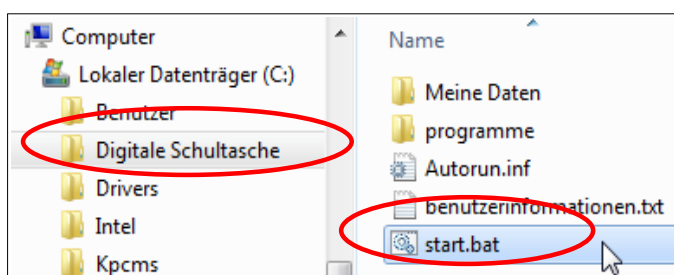 Computer
Lokaler Datenträger (C:)
Benutzer
Digitale Schultasche
Drivers
Intel
Kpcms
Name
Meine Daten
programme
Autorun.inf
benutzerinformationen.txt
start.bat